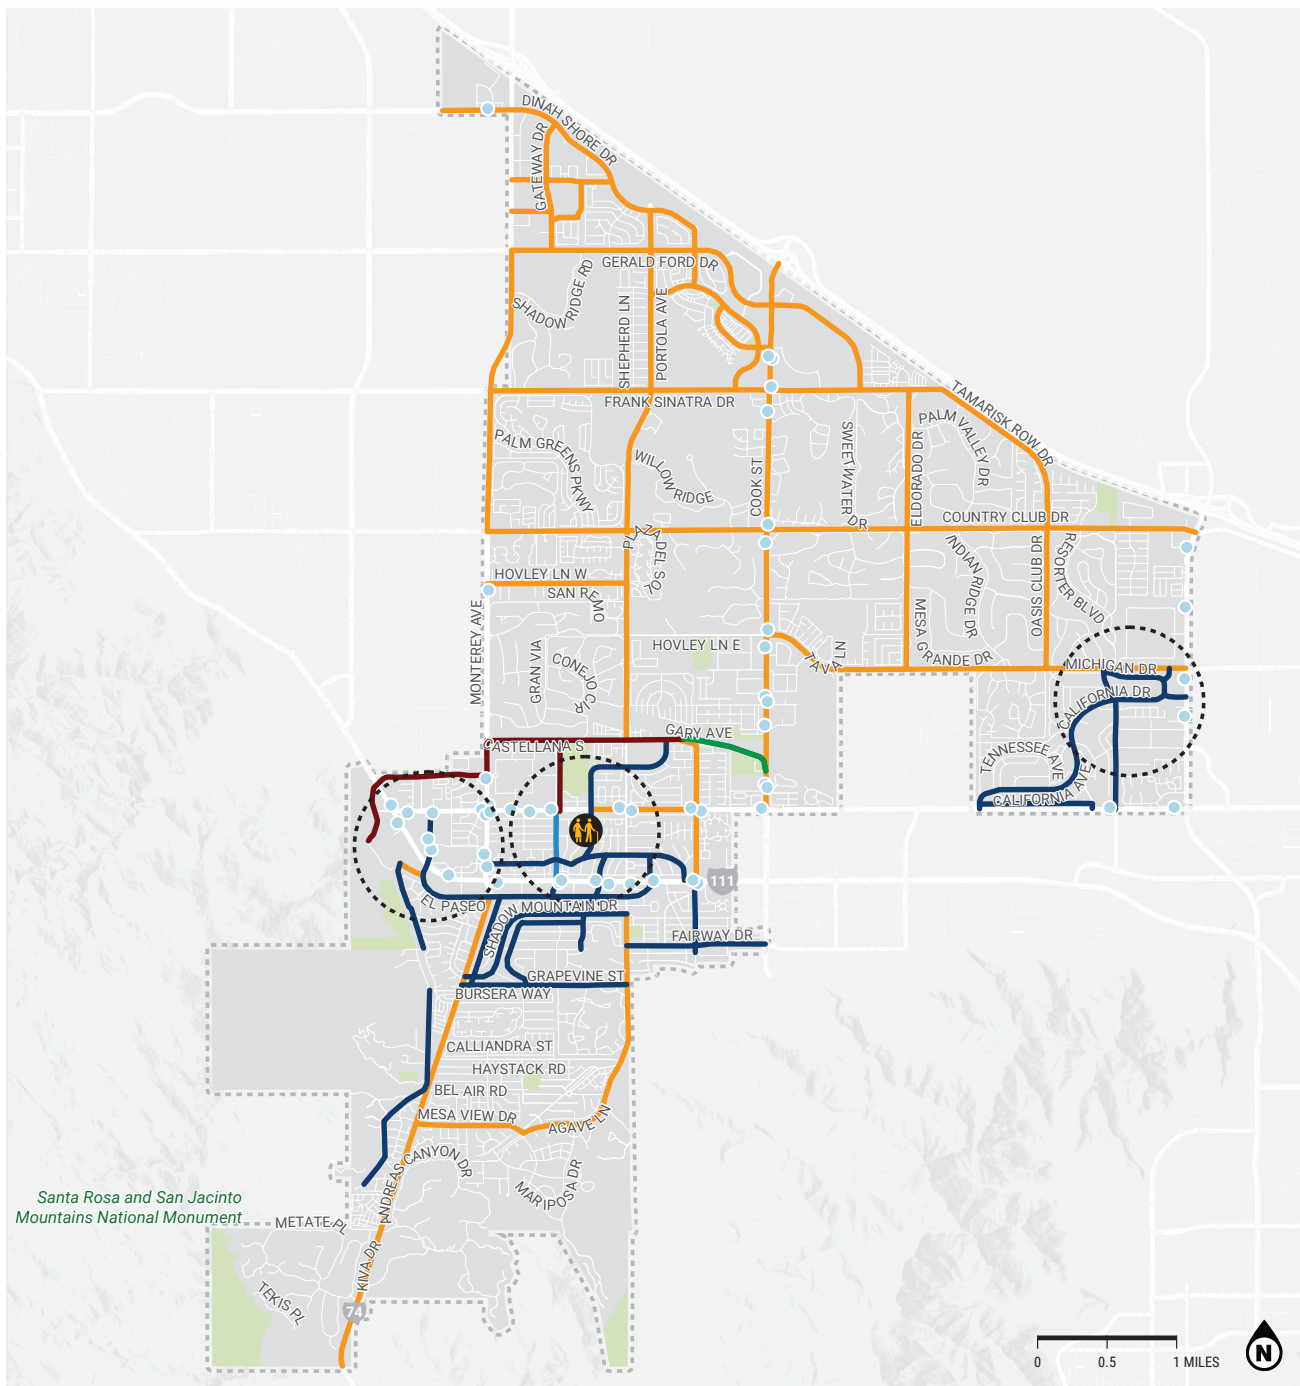 DINAH SHORE DR
GATEWAY DR
GERALD FORD DR
SHADOW RIDGE RD
SHEPHERD LN
PORTOLA AVE
FRANK SINATRA DR
TAMARISK ROW DR
PALM VALLEY DR
PALM GREENS PKWY
WILLOW RIDGE
COOK ST
SWEETWATER DR
ELDORADO DR
COUNTRY CLUB DR
PLAZA DEL SOL
INDIAN RIDGE DR
OASIS CLUB DR
RESORTER BLVD
HOVLEY LN W
SAN REMO
MONTEREY AVE
GRAN VIA
CONEJO CIR
HOVLEY LN E
TAVA LN
MESA GRANDE DR
MICHIGAN DR
CALIFORNIA DR
GARY AVE
CASTELLANA S
TENNESSEE AVE
CALIFORNIA AVE
111
EL PASEO
SHADOW MOUNTAIN DR
FAIRWAY DR
GRAPEVINE ST
BURSERA WAY
CALLIANDRA ST
HAYSTACK RD
BEL AIR RD
MESA VIEW DR
AGAVE LN
ANDREAS CANYON DR
MARIPOSA DR
Santa Rosa and San Jacinto
Mountains National Monument
METATE PL
KIVA DR
TEKIS PL
74
0 0.5 1 MILES
N